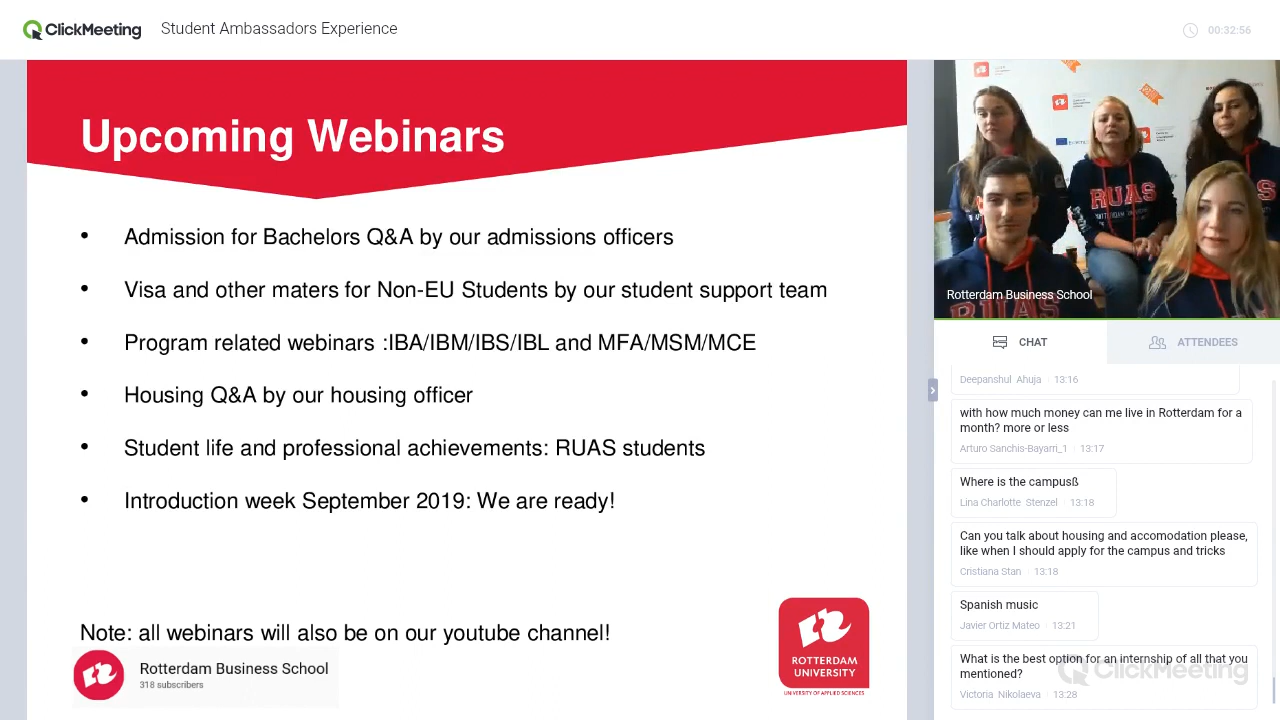 ClickMeeting
Student Ambassadors Experience
00:32:56
Upcoming Webinars
• Admission for Bachelors Q&A by our admissions officers
• Visa and other maters for Non-EU Students by our student support team
• Program related webinars :IBA/IBM/IBS/IBL and MFA/MSM/MCE
• Housing Q&A by our housing officer
• Student life and professional achievements: RUAS students
• Introduction week September 2019: We are ready!
Note: all webinars will also be on our youtube channel!
Rotterdam Business School
318 subscribers
ROTTERDAM
UNIVERSITY
UNIVERSITY OF APPLIED SCIENCES
RUAS
RUAS
Rotterdam Business School
CHAT
ATTENDEES
Deepanshul Ahuja 13:16
with how much money can me live in Rotterdam for a
month? more or less
Arturo Sanchis-Bayarri_1 13:17
Where is the campusß
Lina Charlotte Stenzel 13:18
Can you talk about housing and accomodation please,
like when I should apply for the campus and tricks
Cristiana Stan 13:18
Spanish music
Javier Ortiz Mateo 13:21
What is the best option for an internship of all that you
mentioned?
Victoria Nikolaeva 13:28
ClickMeeting